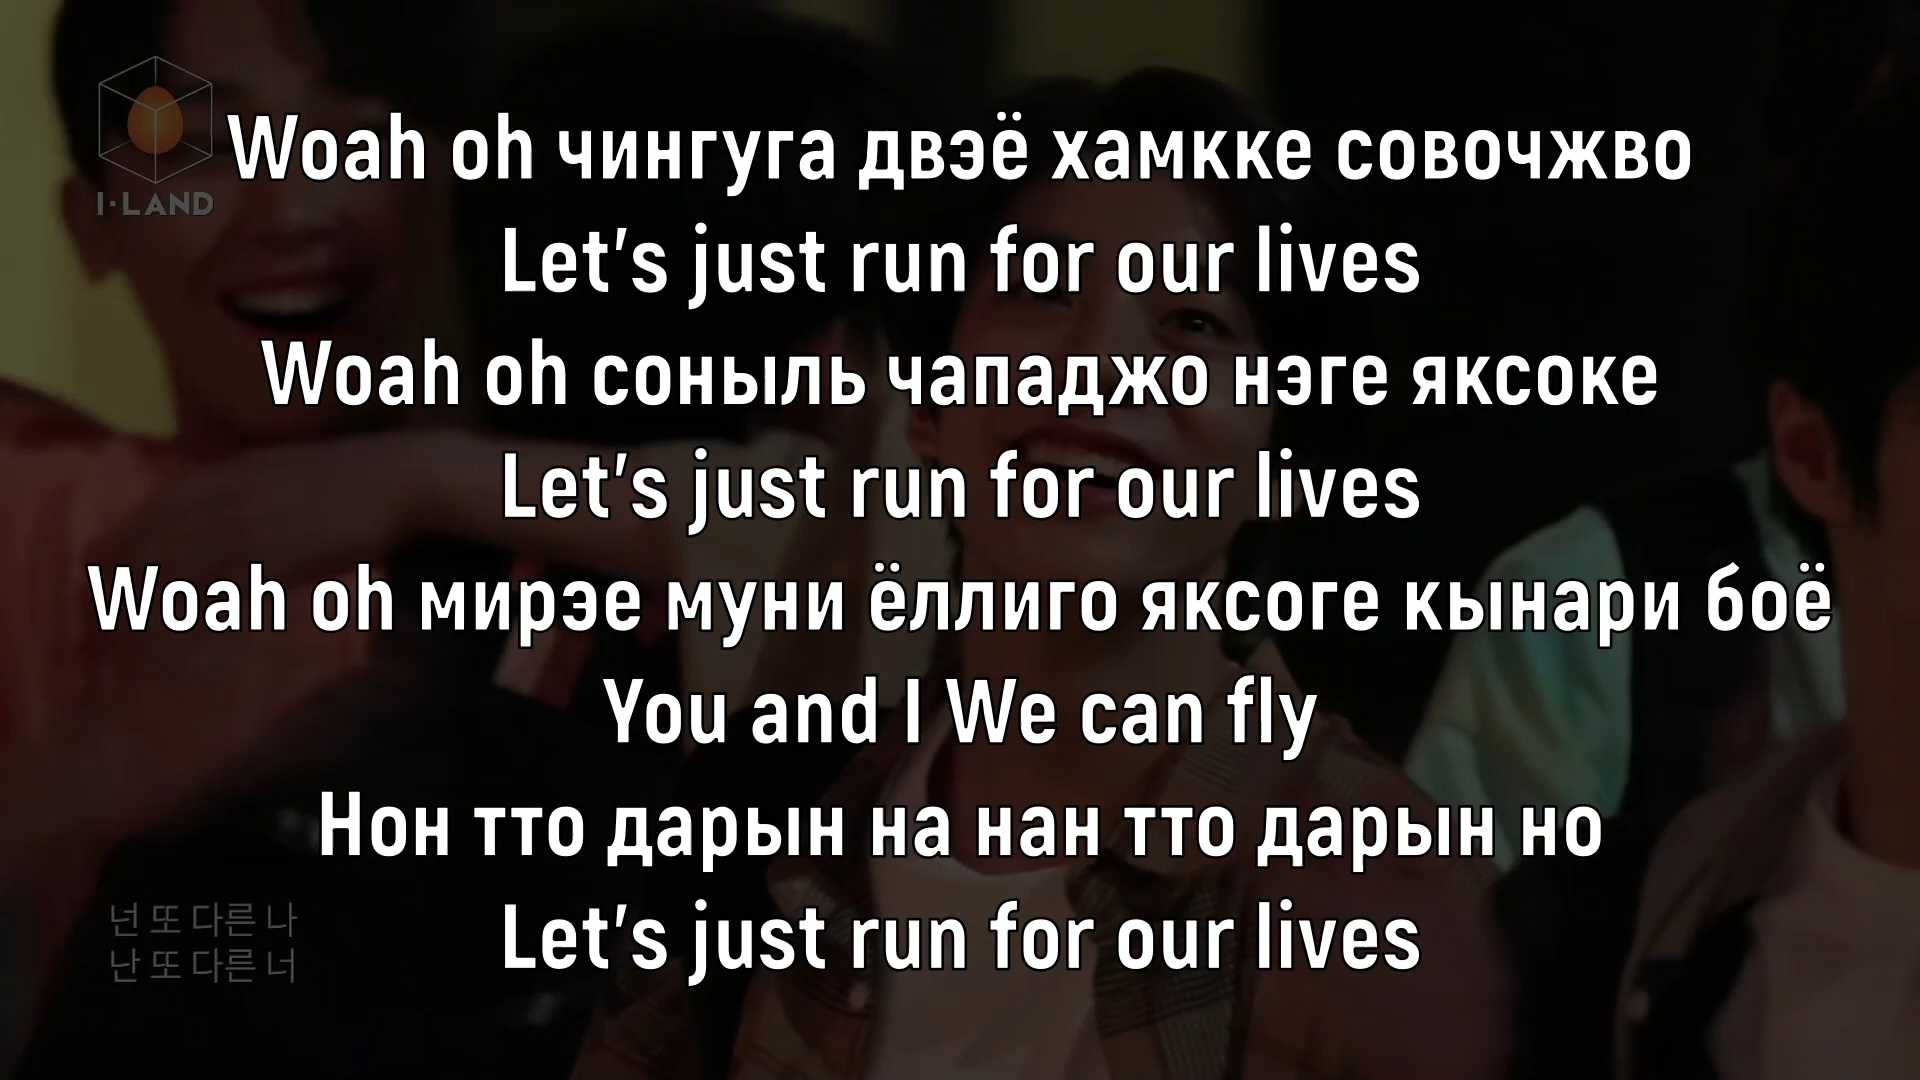 I·LAND
Woah oh чингуга двэё хамкке совочжво
Let's just run for our lives
Woah oh соныль чападжо нэге яксоке
Let's just run for our lives
Woah oh мирэе муни ёллиго яксоге кынари боё
You and I We can fly
Нон тто дарын на нан тто дарын но
Let's just run for our lives
넌 또 다른 나
난 또 다른 너